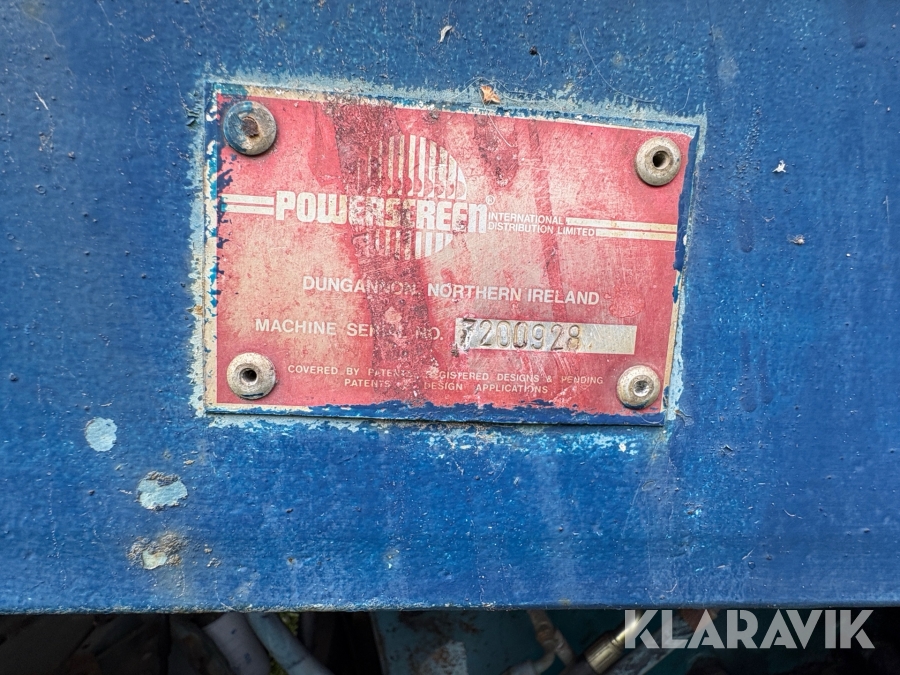 POWERSCREEN®
INTERNATIONAL
DISTRIBUTION LIMITED
DUNGANNON, NORTHERN IRELAND
MACHINE SERIAL NO. 7200928
COVERED BY PATENTS, REGISTERED DESIGNS & PENDING
PATENTS DESIGN APPLICATIONS
KLARAVIK